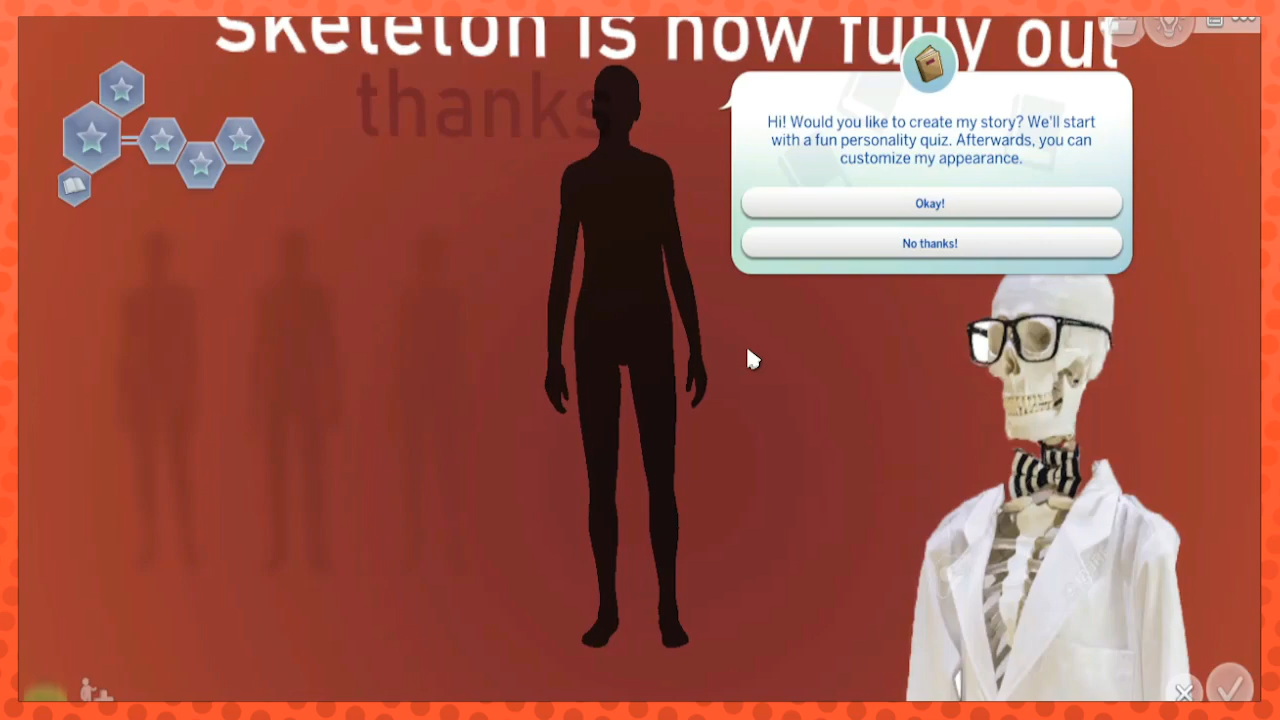 skeleton is now fully out
thanks
Hi! Would you like to create my story? We'll start
with a fun personality quiz. Afterwards, you can
customize my appearance.
Okay!
No thanks!